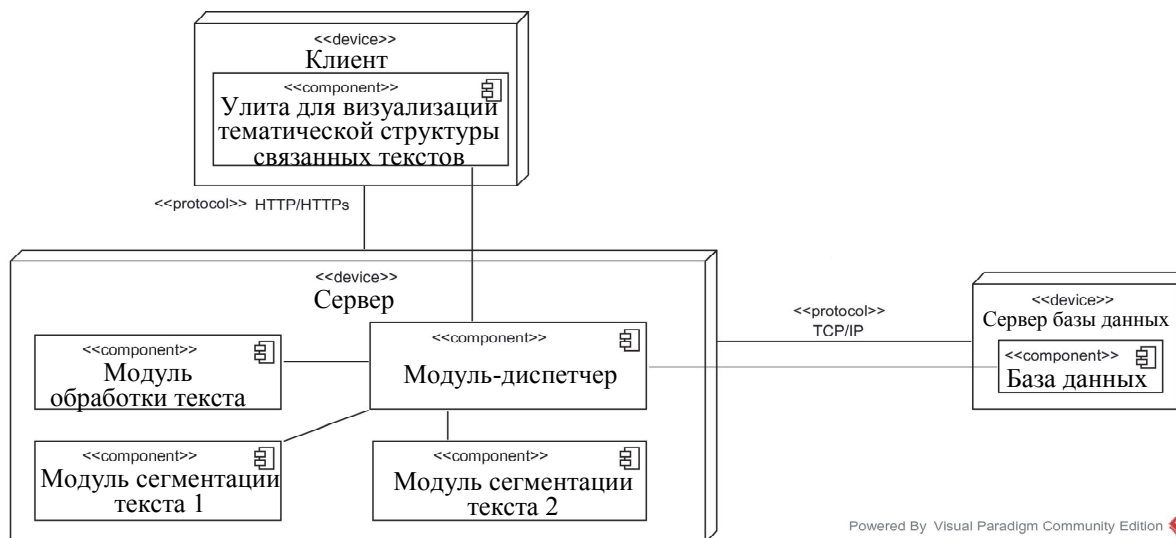 <<device>>
Клиент
<<component>>
Улита для визуализации
тематической структуры
связанных текстов
<<protocol>> HTTP/HTTPs
<<device>>
Сервер
<<component>>
Модуль
обработки текста
<<component>>
Модуль-диспетчер
<<component>>
Модуль сегментации
текста 1
<<component>>
Модуль сегментации
текста 2
<<protocol>>
TCP/IP
<<device>>
Сервер базы данных
<<component>>
База данных
Powered By Visual Paradigm Community Edition